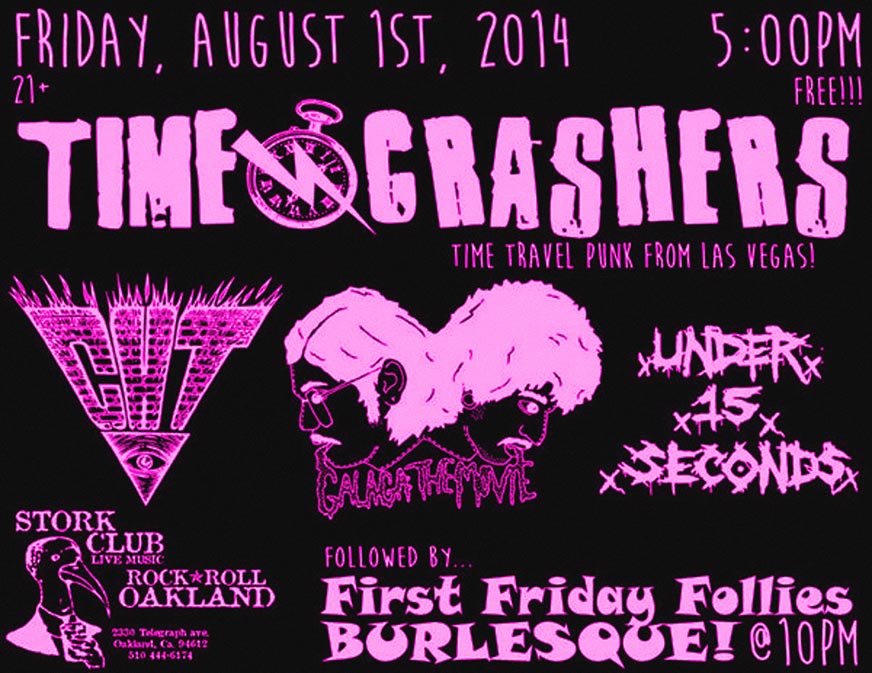 FRIDAY, AUGUST 1ST, 2014
5:00PM
21+
FREE!!!
TIME CRASHERS
TIME TRAVEL PUNK FROM LAS VEGAS!
CUT
GALAGA THE MOVIE
UNDER
15
SECONDS
STORK
CLUB
LIVE MUSIC
ROCK★ROLL
OAKLAND
2330 Telegraph ave.
Oakland, Ca. 94612
510 444-6174
FOLLOWED BY...
First Friday Follies
BURLESQUE! @10PM